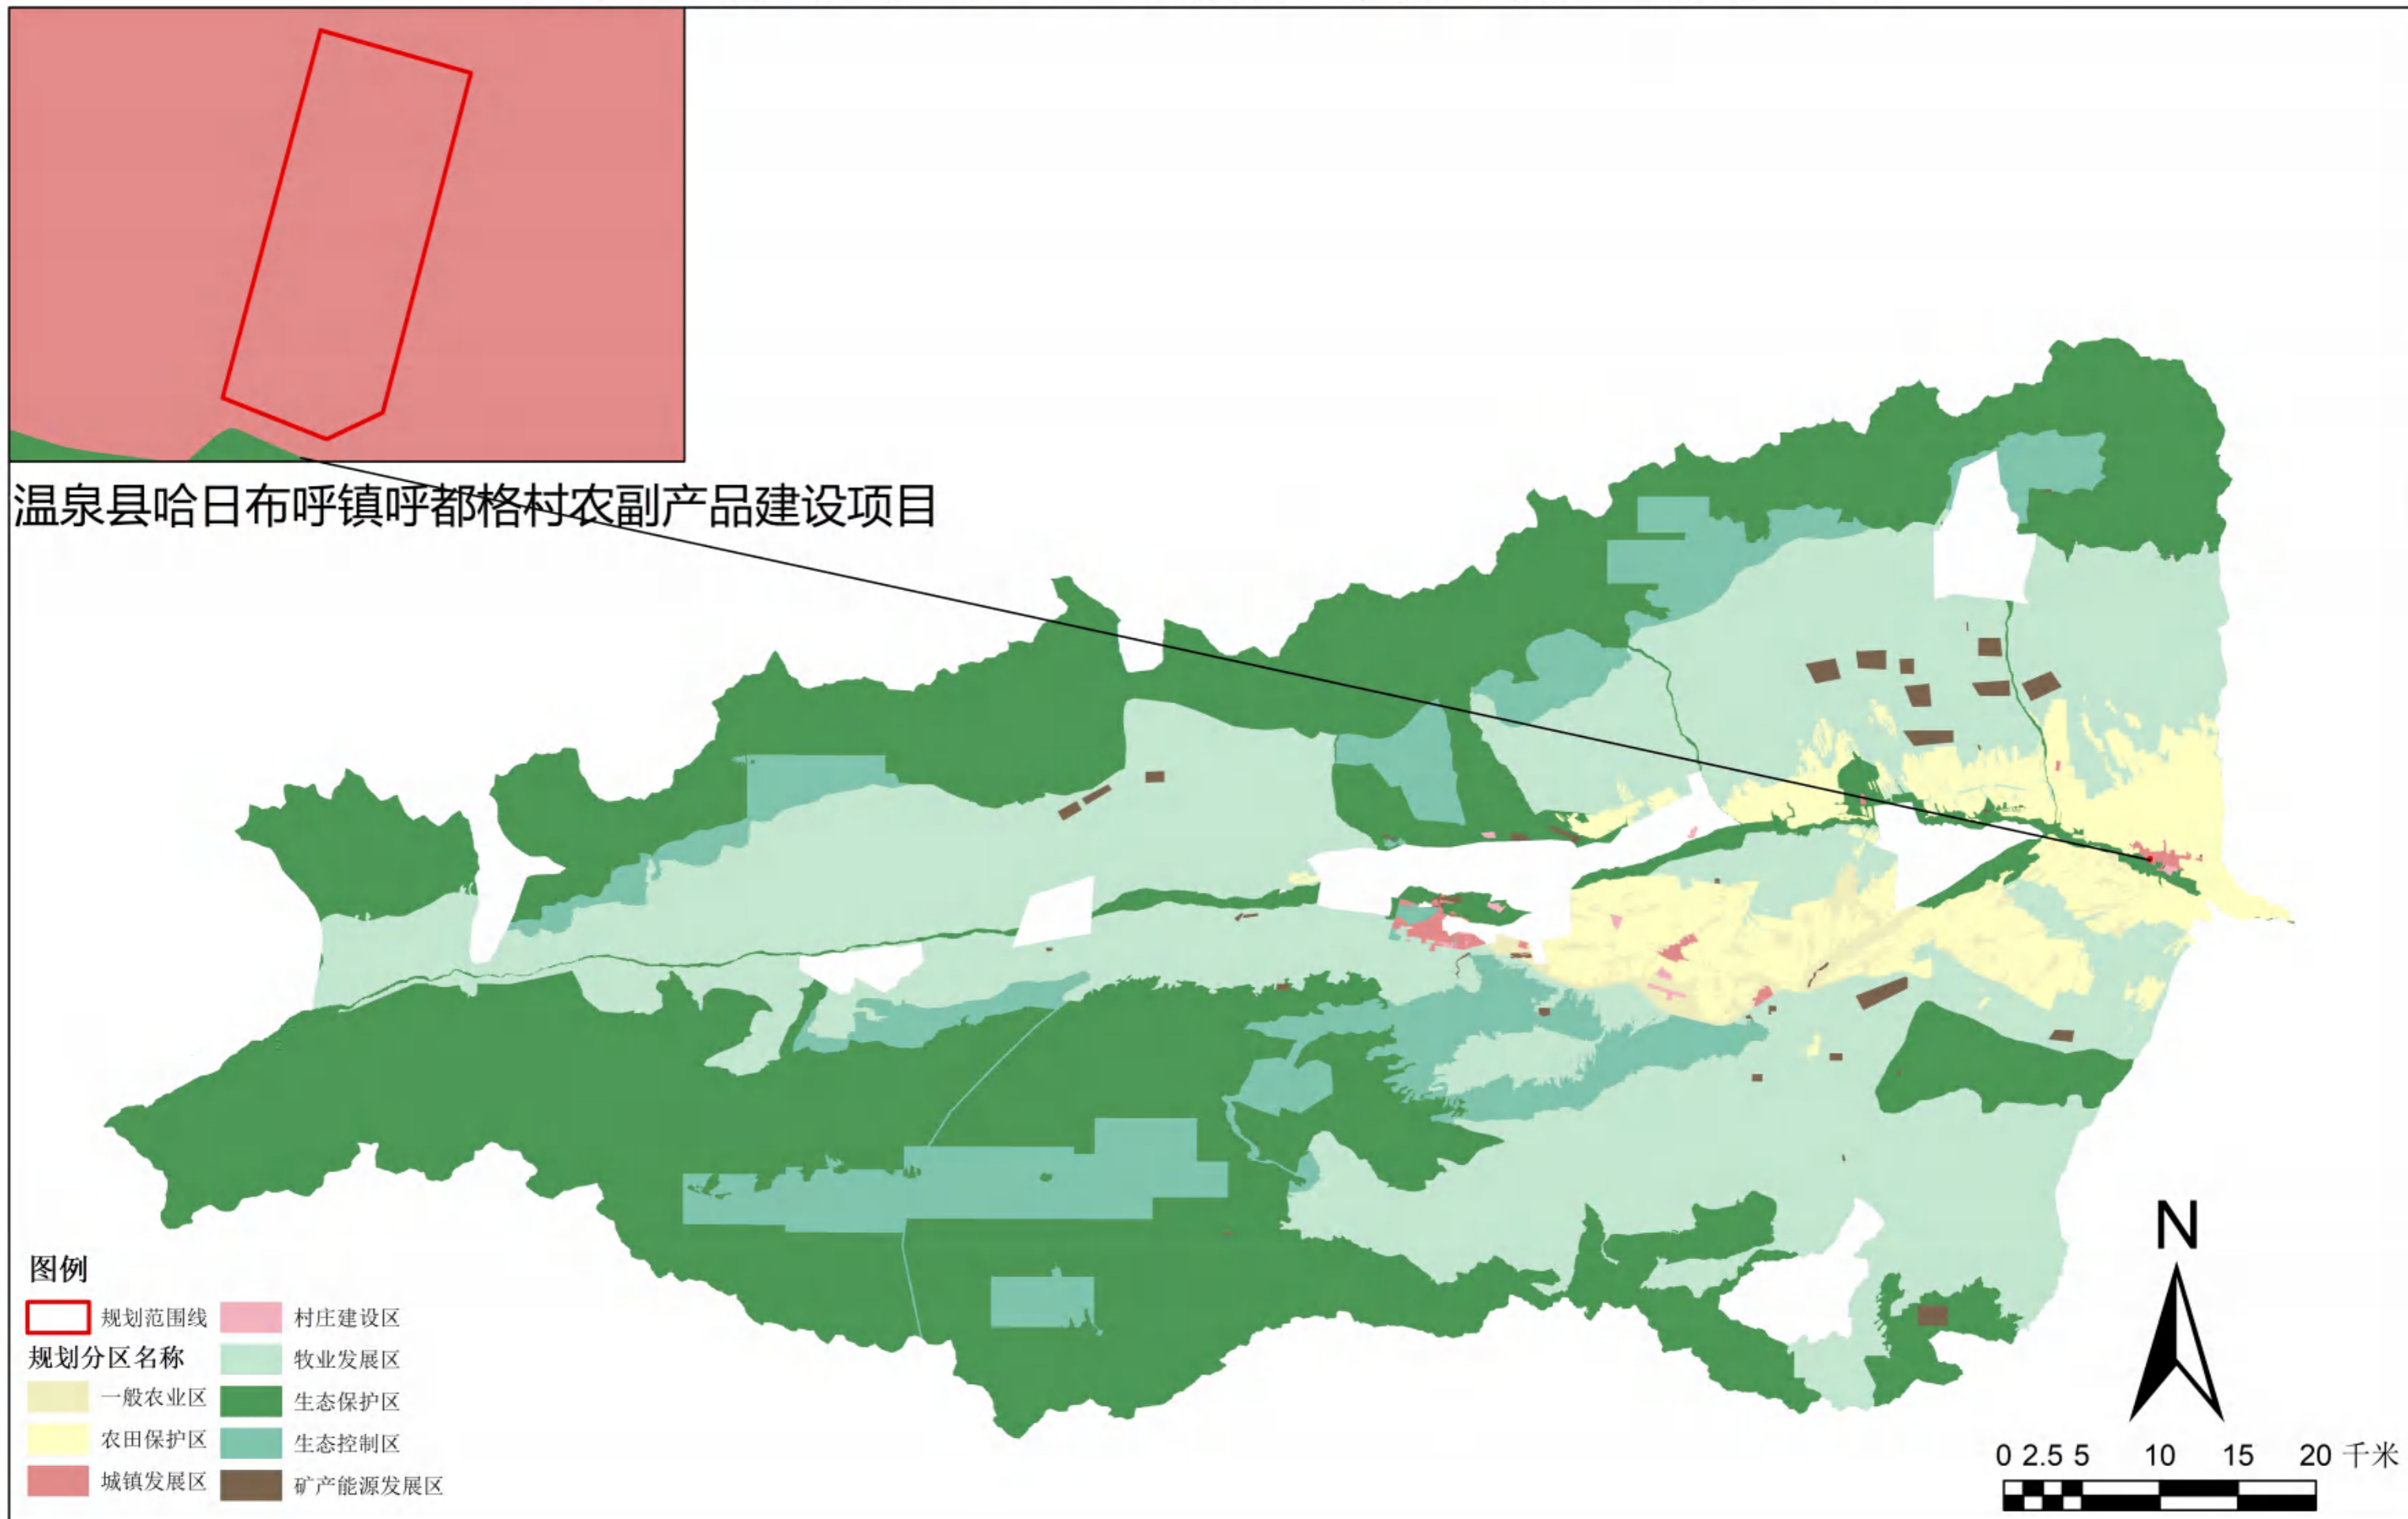 温泉县哈日布呼镇呼都格村农副产品建设项目
图例
规划范围线
规划分区名称
一般农业区
农田保护区
城镇发展区
村庄建设区
牧业发展区
生态保护区
生态控制区
矿产能源发展区
N
0 2.5 5 10 15 20 千米